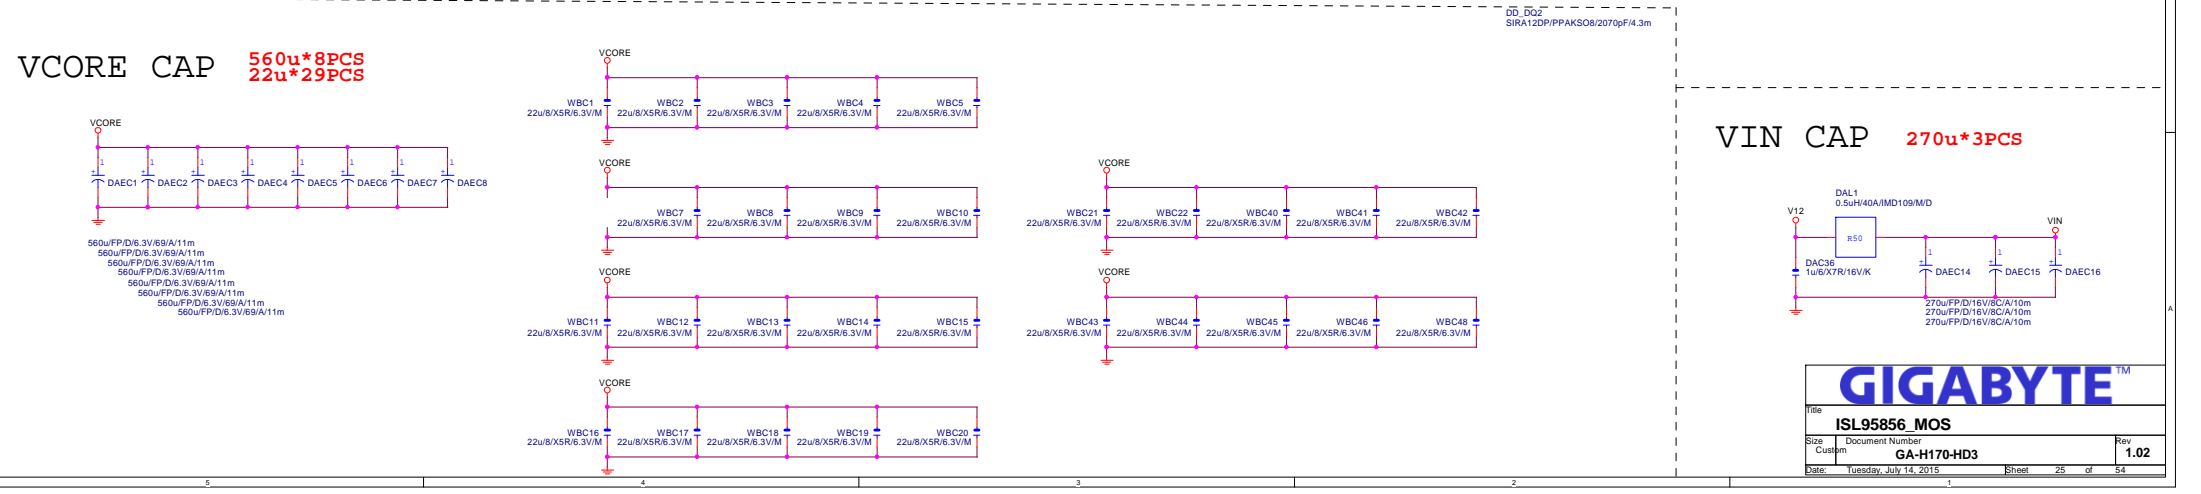 DD_DQ2
SIRA12DP/PPAKSO8/2070pF/4.3m
VCORE CAP
560u*8PCS
22u*29PCS
VCORE
1 1 1 1 1 1 1 1
DAEC1 DAEC2 DAEC3 DAEC4 DAEC5 DAEC6 DAEC7 DAEC8
560u/FP/D/6.3V/69/A/11m
560u/FP/D/6.3V/69/A/11m
560u/FP/D/6.3V/69/A/11m
560u/FP/D/6.3V/69/A/11m
560u/FP/D/6.3V/69/A/11m
560u/FP/D/6.3V/69/A/11m
560u/FP/D/6.3V/69/A/11m
560u/FP/D/6.3V/69/A/11m
VCORE
WBC1 WBC2 WBC3 WBC4 WBC5
22u/8/X5R/6.3V/M 22u/8/X5R/6.3V/M 22u/8/X5R/6.3V/M 22u/8/X5R/6.3V/M 22u/8/X5R/6.3V/M
VCORE
WBC7 WBC8 WBC9 WBC10
22u/8/X5R/6.3V/M 22u/8/X5R/6.3V/M 22u/8/X5R/6.3V/M 22u/8/X5R/6.3V/M
VCORE
WBC11 WBC12 WBC13 WBC14 WBC15
22u/8/X5R/6.3V/M 22u/8/X5R/6.3V/M 22u/8/X5R/6.3V/M 22u/8/X5R/6.3V/M 22u/8/X5R/6.3V/M
VCORE
WBC16 WBC17 WBC18 WBC19 WBC20
22u/8/X5R/6.3V/M 22u/8/X5R/6.3V/M 22u/8/X5R/6.3V/M 22u/8/X5R/6.3V/M 22u/8/X5R/6.3V/M
VCORE
WBC21 WBC22 WBC40 WBC41 WBC42
22u/8/X5R/6.3V/M 22u/8/X5R/6.3V/M 22u/8/X5R/6.3V/M 22u/8/X5R/6.3V/M 22u/8/X5R/6.3V/M
VCORE
WBC43 WBC44 WBC45 WBC46 WBC48
22u/8/X5R/6.3V/M 22u/8/X5R/6.3V/M 22u/8/X5R/6.3V/M 22u/8/X5R/6.3V/M 22u/8/X5R/6.3V/M
VIN CAP
270u*3PCS
DAL1
0.5uH/40A/IMD109/M/D
V12
VIN
R50
1 1 1
DAC36
1u/6/X7R/16V/K
DAEC14 DAEC15 DAEC16
270u/FP/D/16V/8C/A/10m
270u/FP/D/16V/8C/A/10m
270u/FP/D/16V/8C/A/10m
A
GIGABYTE™
Title
ISL95856_MOS
Size Document Number Rev
Custom GA-H170-HD3 1.02
Date: Tuesday, July 14, 2015 Sheet 25 of 54
5 4 3 2 1